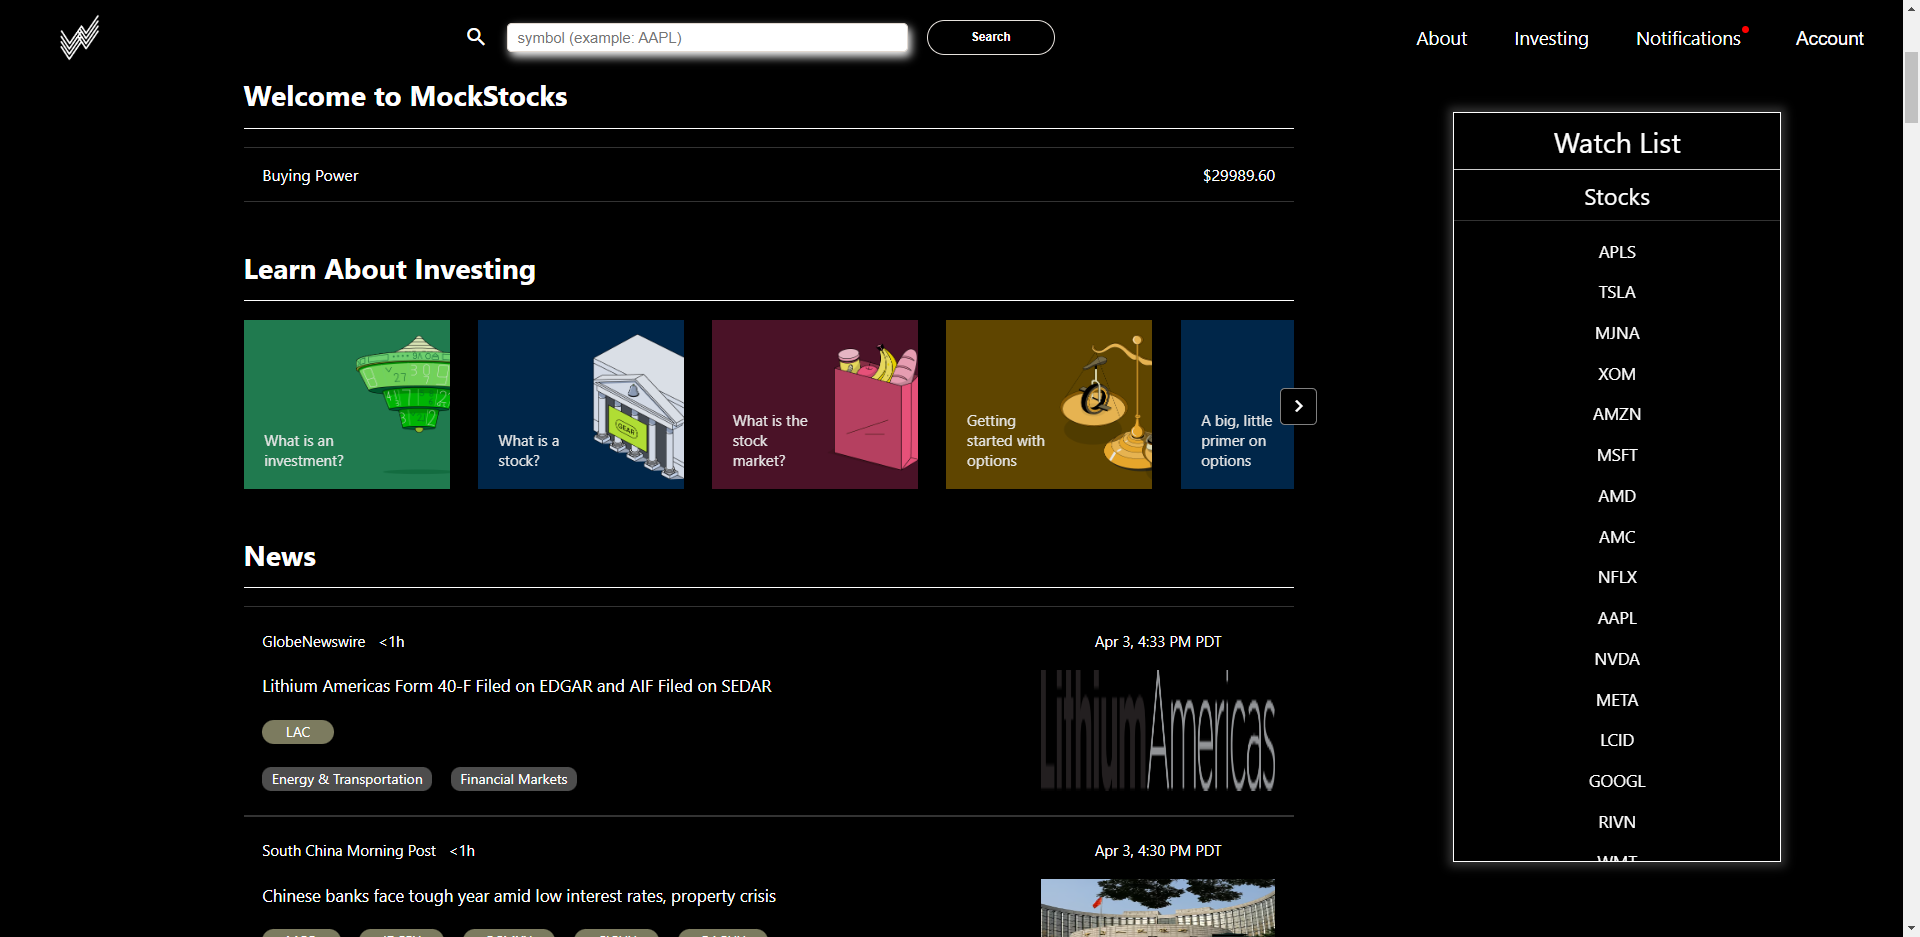 symbol (example: AAPL)
Search
About
Investing
Notifications
Account
Welcome to MockStocks
Buying Power
$29989.60
Learn About Investing
What is an
investment?
What is a
stock?
GEAR
What is the
stock
market?
Getting
started with
options
A big, little
primer on
options
News
GlobeNewswire <1h
Apr 3, 4:33 PM PDT
Lithium Americas Form 40-F Filed on EDGAR and AIF Filed on SEDAR
LithiumAmericas
LAC
Energy & Transportation
Financial Markets
South China Morning Post <1h
Apr 3, 4:30 PM PDT
Chinese banks face tough year amid low interest rates, property crisis
Watch List
Stocks
APLS
TSLA
MJNA
XOM
AMZN
MSFT
AMD
AMC
NFLX
AAPL
NVDA
META
LCID
GOOGL
RIVN
WMT